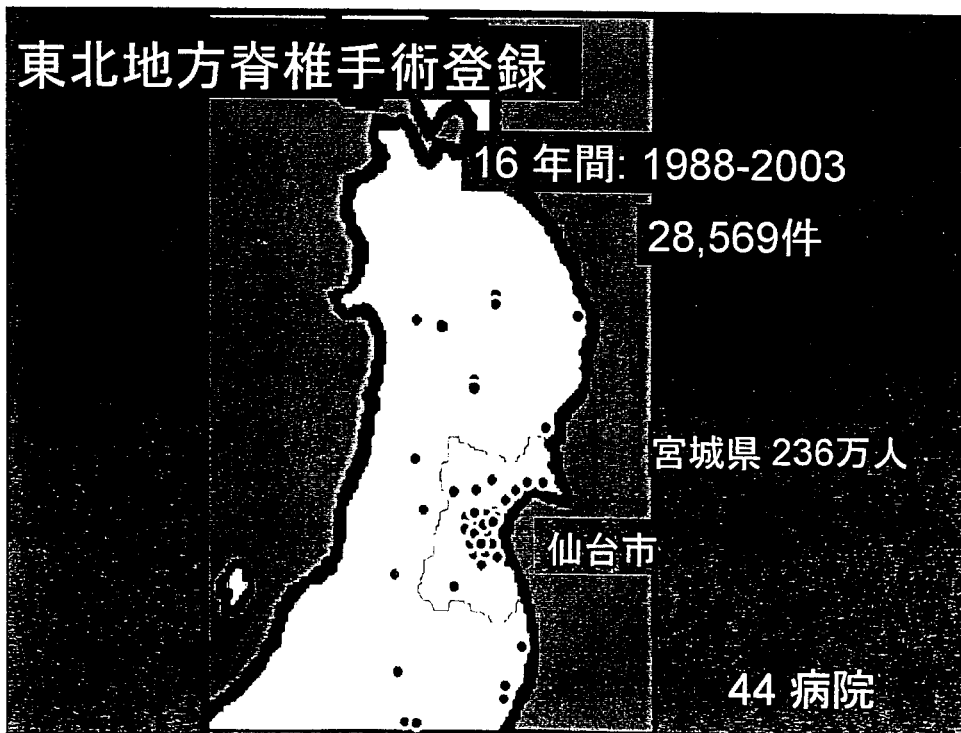 東北地方脊椎手術登録
16 年間: 1988-2003
28,569件
宮城県 236万人
仙台市
44 病院